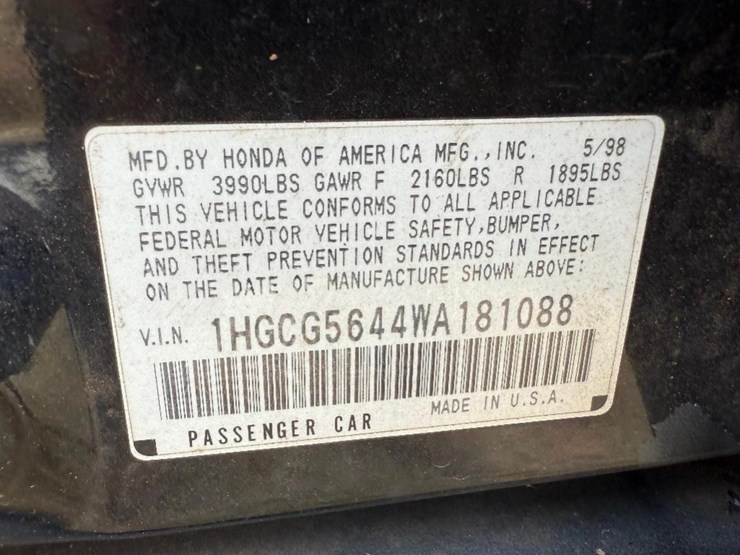 MFD.BY HONDA OF AMERICA MFG.,INC. 5/98
GVWR 3990LBS GAWR F 2160LBS R 1895LBS
THIS VEHICLE CONFORMS TO ALL APPLICABLE
FEDERAL MOTOR VEHICLE SAFETY,BUMPER,
AND THEFT PREVENTION STANDARDS IN EFFECT
ON THE DATE OF MANUFACTURE SHOWN ABOVE:
V.I.N. 1HGCG5644WA181088
PASSENGER CAR MADE IN U.S.A.